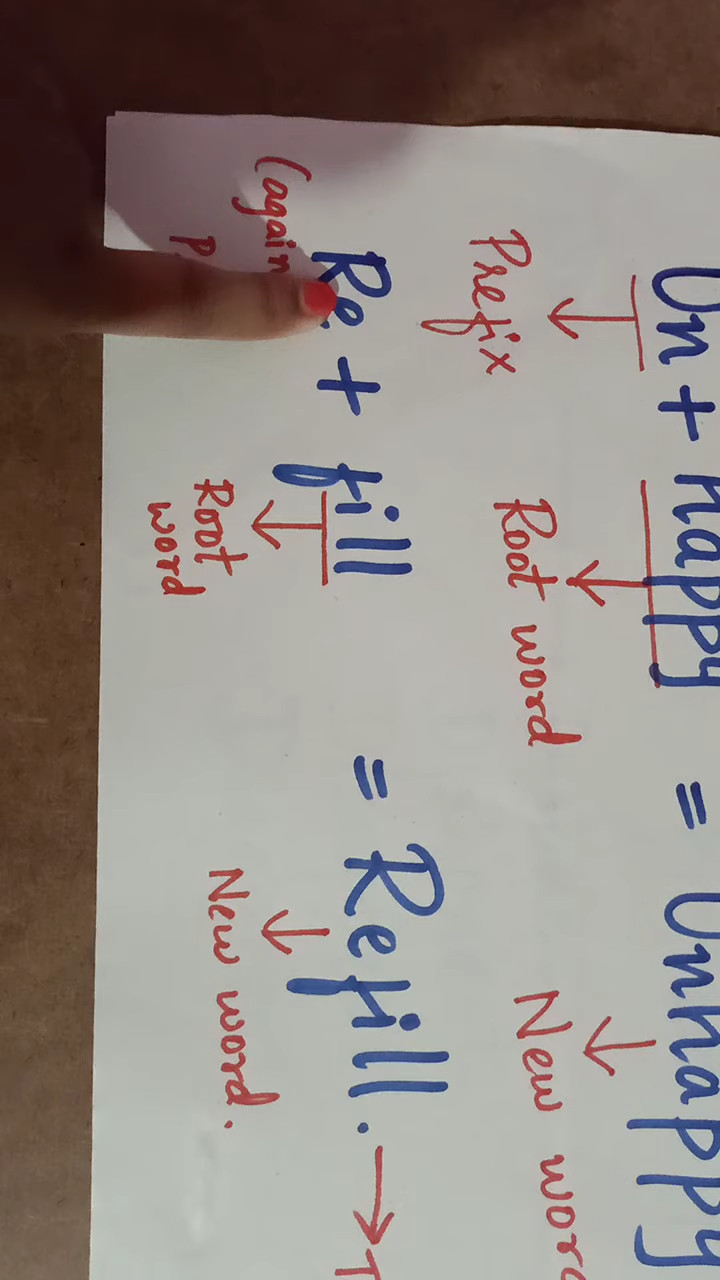 Un + happy = Unhappy
Prefix Root word New word
Re + fill = Refill. →
(again Root word New word.